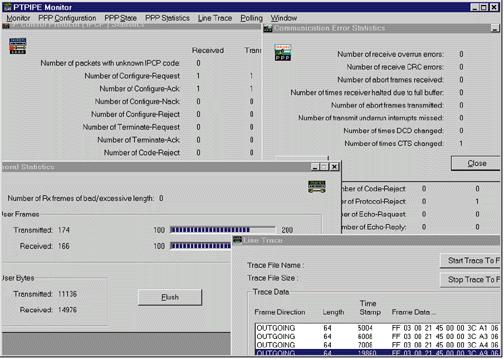 PTPIPE Monitor
Monitor PPP Configuration PPP State PPP Statistics Line Trace Polling Window
Communication Error Statistics
Received
Number of packets with unknown IPCP code: 0
Number of Configure-Request 1 1
Number of Configure-Ack 1 1
Number of Configure-Nack: 0 0
Number of Configure-Reject 0 0
Number of Terminate-Request 0 0
Number of Terminate-Ack: 0 0
Number of Code-Reject 0 0
Number of receive overrun errors: 0
Number of receive CRC errors: 0
Number of abort frames received: 0
Number of times receiver halted due to full buffer: 0
Number of abort frames transmitted: 0
Number of transmit underrun interrupts missed: 0
Number of times DCD changed: 0
Number of times CTS changed: 1
Close
Statistics
Number of Rx frames of bad/excessive length: 0
User Frames
Transmitted: 174 100 200
Received: 166 100
User Bytes
Transmitted: 11136
Received: 14976
Flush
of Code-Reject: 0 0
of Protocol-Reject: 0 1
of Echo-Request: 0 0
of Echo-Reply: 0 0
Line Trace
Trace File Name :
Trace File Size :
Start Trace To F
Stop Trace To F
Trace Data
Frame Direction Length Time Stamp Frame Data ...
OUTGOING 64 5004 FF 03 00 21 45 00 00 3C A1 06
OUTGOING 64 6008 FF 03 00 21 45 00 00 3C A3 06
OUTGOING 64 7008 FF 03 00 21 45 00 00 3C A4 06
OUTGOING 64 19860 FF 03 00 21 45 00 00 3C A9 06